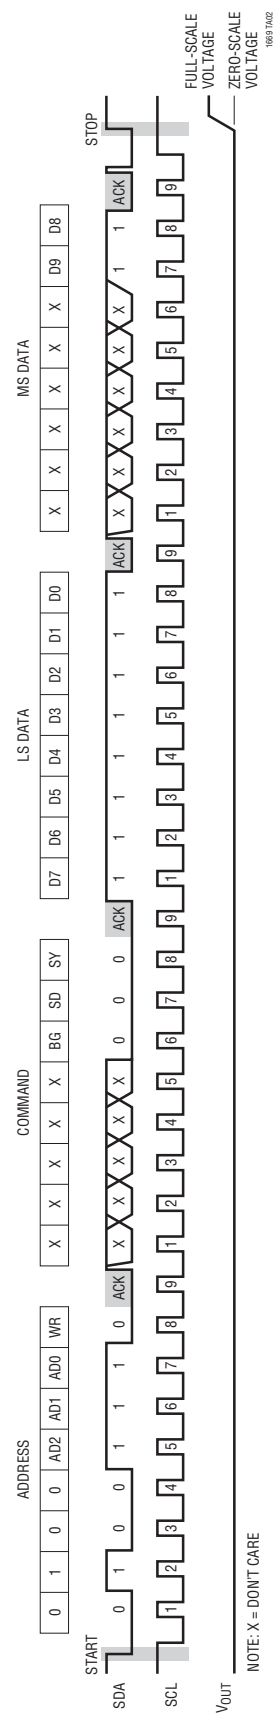 ADDRESS COMMAND LS DATA MS DATA
0 1 0 0 AD2 AD1 AD0 WR X X X X X BG SD SY D7 D6 D5 D4 D3 D2 D1 D0 X X X X X X D9 D8
START STOP
SDA 0 1 0 0 1 1 1 0 ACK X X X X X 0 0 0 ACK 1 1 1 1 1 1 1 1 ACK X X X X X X 1 1 ACK
SCL 1 2 3 4 5 6 7 8 9 1 2 3 4 5 6 7 8 9 1 2 3 4 5 6 7 8 9 1 2 3 4 5 6 7 8 9
FULL-SCALE
VOLTAGE
VOUT
ZERO-SCALE
VOLTAGE
NOTE: X = DON'T CARE
1669 TA02